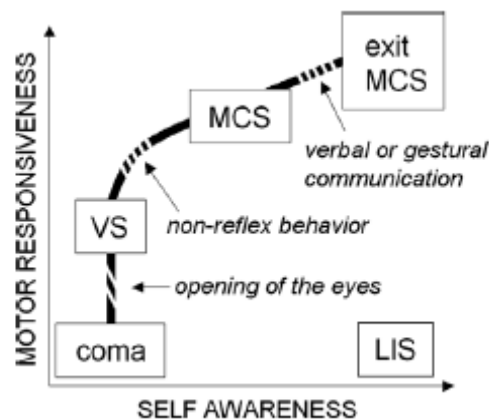 MOTOR RESPONSIVENESS
exit
MCS
MCS
verbal or gestural
communication
VS
non-reflex behavior
opening of the eyes
coma
LIS
SELF AWARENESS